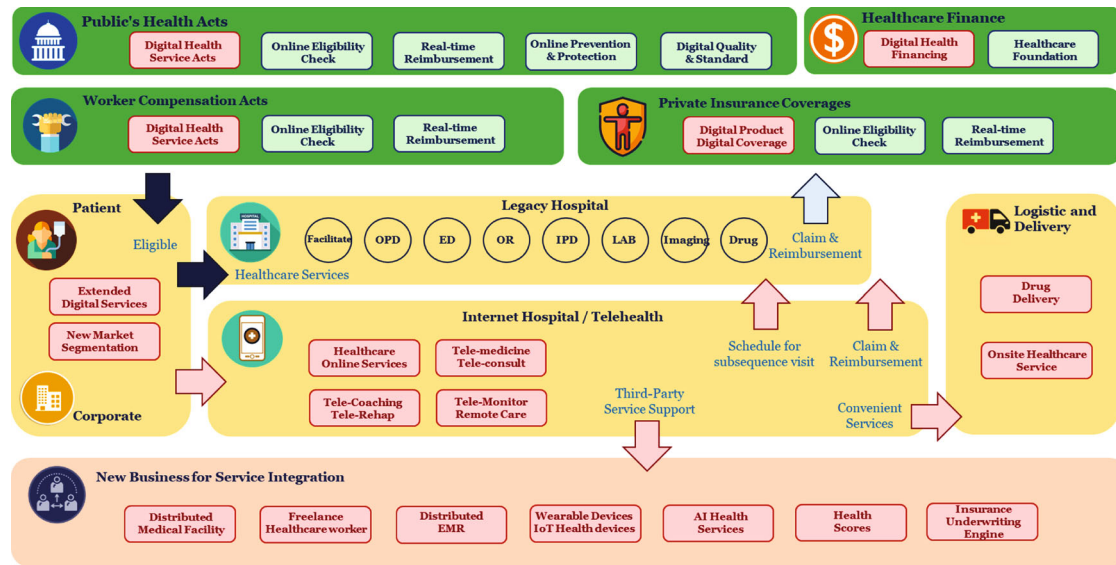 Public's Health Acts
Digital Health
Service Acts
Online Eligibility
Check
Real-time
Reimbursement
Online Prevention
& Protection
Digital Quality
& Standard
Healthcare Finance
Digital Health
Financing
Healthcare
Foundation
Worker Compensation Acts
Digital Health
Service Acts
Online Eligibility
Check
Real-time
Reimbursement
Private Insurance Coverages
Digital Product
Digital Coverage
Online Eligibility
Check
Real-time
Reimbursement
Patient
Eligible
Extended
Digital Services
New Market
Segmentation
Corporate
Legacy Hospital
HOSPITAL
Facilitate
OPD
ED
OR
IPD
LAB
Imaging
Drug
Claim &
Reimbursement
Healthcare Services
Internet Hospital / Telehealth
Healthcare
Online Services
Tele-medicine
Tele-consult
Tele-Coaching
Tele-Rehap
Tele-Monitor
Remote Care
Third-Party
Service Support
Schedule for
subsequence visit
Claim &
Reimbursement
Convenient
Services
Logistic and
Delivery
Drug
Delivery
Onsite Healthcare
Service
New Business for Service Integration
Distributed
Medical Facility
Freelance
Healthcare worker
Distributed
EMR
Wearable Devices
IoT Health devices
AI Health
Services
Health
Scores
Insurance
Underwriting
Engine